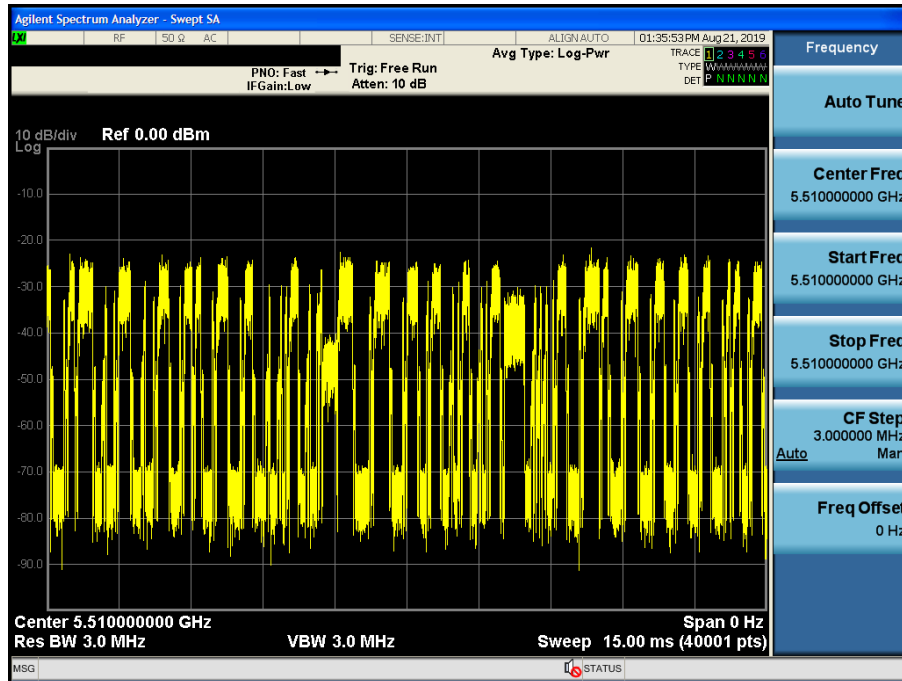 Agilent Spectrum Analyzer - Swept SA
LXI RF 50 Ω AC SENSE:INT ALIGN AUTO 01:35:53 PM Aug 21, 2019
Frequency
Avg Type: Log-Pwr
TRACE 1 2 3 4 5 6
PNO: Fast
Trig: Free Run
TYPE WWWWWW
IFGain:Low
Atten: 10 dB
DET P N N N N N
Auto Tune
10 dB/div Ref 0.00 dBm
Log
Center Freq
5.510000000 GHz
Start Freq
5.510000000 GHz
Stop Freq
5.510000000 GHz
CF Step
3.000000 MHz
Auto Man
Freq Offset
0 Hz
-10.0
-20.0
-30.0
-40.0
-50.0
-60.0
-70.0
-80.0
-90.0
Center 5.510000000 GHz Span 0 Hz
Res BW 3.0 MHz VBW 3.0 MHz Sweep 15.00 ms (40001 pts)
MSG STATUS